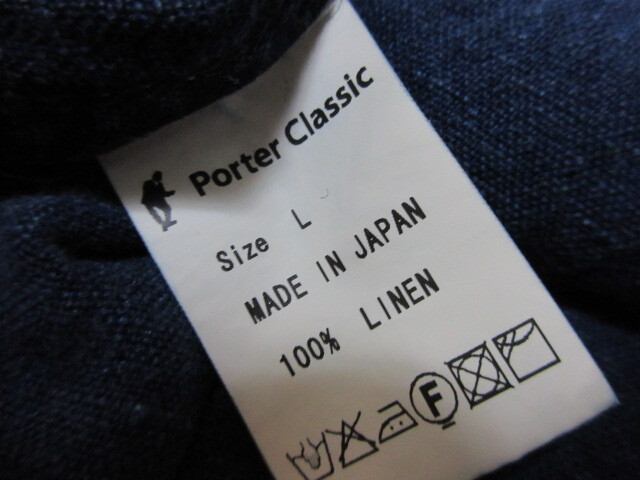 Porter Classic
Size L
MADE IN JAPAN
100% LINEN
F